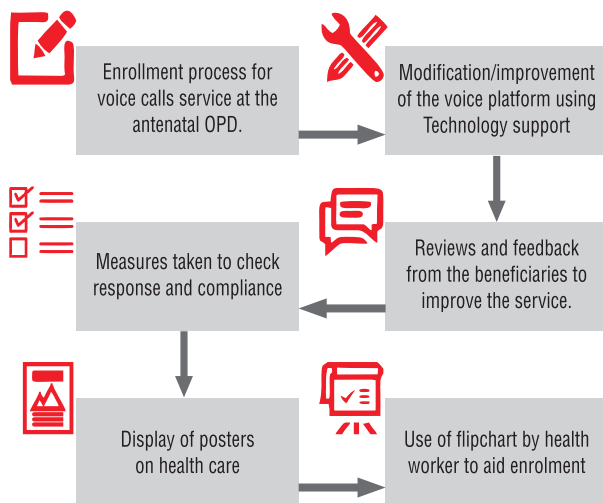 Enrollment process for
voice calls service at the
antenatal OPD.
Modification/improvement
of the voice platform using
Technology support
Reviews and feedback
from the beneficiaries to
improve the service.
Measures taken to check
response and compliance
Display of posters
on health care
Use of flipchart by health
worker to aid enrolment